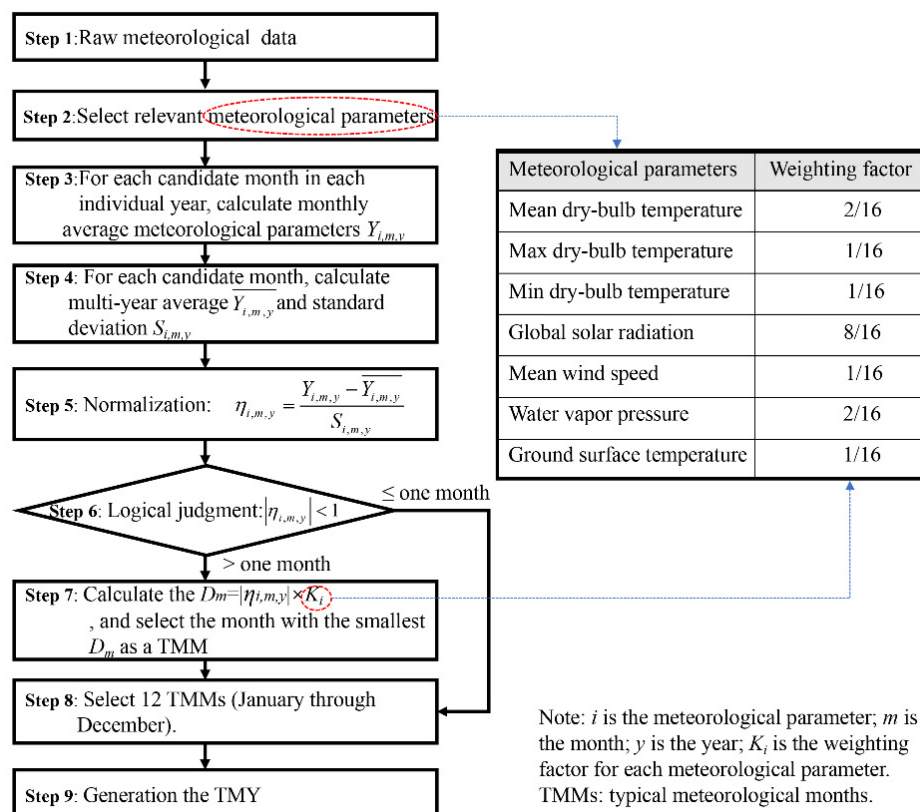 Step 1:Raw meteorological data
Step 2:Select relevant meteorological parameters
Step 3:For each candidate month in each
individual year, calculate monthly
average meteorological parameters Y_{i,m,y}
Step 4: For each candidate month, calculate
multi-year average \overline{Y_{i,m,y}} and standard
deviation S_{i,m,y}
Step 5: Normalization: η_{i,m,y} = \frac{Y_{i,m,y} - \overline{Y_{i,m,y}}}{S_{i,m,y}}
Step 6: Logical judgment:|η_{i,m,y}| < 1
≤ one month
> one month
Step 7: Calculate the D_m=|η_{i,m,y}|×K_i
, and select the month with the smallest
D_m as a TMM
Step 8: Select 12 TMMs (January through
December).
Step 9: Generation the TMY
Meteorological parameters Weighting factor
Mean dry-bulb temperature 2/16
Max dry-bulb temperature 1/16
Min dry-bulb temperature 1/16
Global solar radiation 8/16
Mean wind speed 1/16
Water vapor pressure 2/16
Ground surface temperature 1/16
Note: i is the meteorological parameter; m is
the month; y is the year; K_i is the weighting
factor for each meteorological parameter.
TMMs: typical meteorological months.